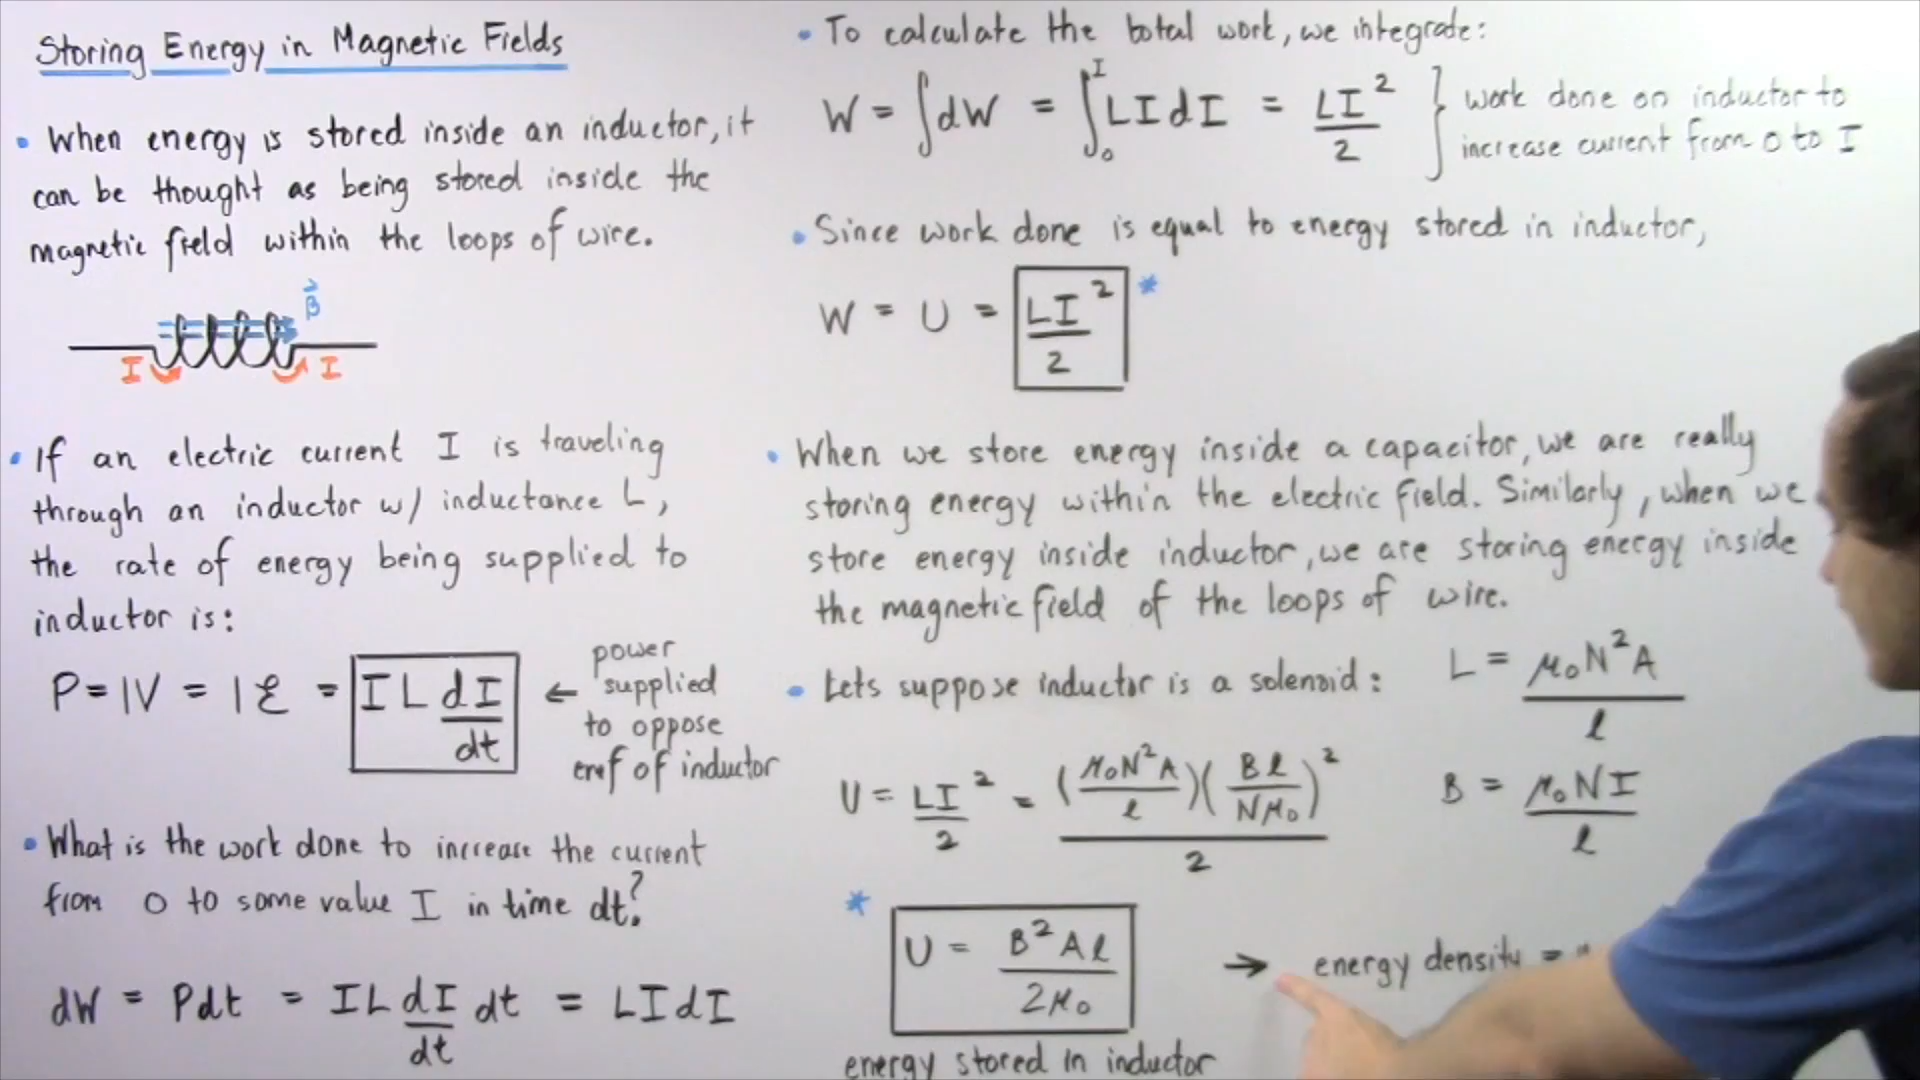 Storing Energy in Magnetic Fields
• When energy is stored inside an inductor, it
can be thought as being stored inside the
magnetic field within the loops of wire.
B⃗
I I
• If an electric current I is traveling
through an inductor w/ inductance L,
the rate of energy being supplied to
inductor is:
P = IV = Iℰ = I L dI/dt ← power supplied to oppose emf of inductor
• What is the work done to increase the current
from 0 to some value I in time dt?
dW = Pdt = IL dI/dt dt = LIdI
• To calculate the total work, we integrate:
W = ∫dW = ∫₀ᴵ LIdI = LI²/2 } work done on inductor to
increase current from 0 to I
• Since work done is equal to energy stored in inductor,
W = U = LI²/2 *
• When we store energy inside a capacitor, we are really
storing energy within the electric field. Similarly, when we
store energy inside inductor, we are storing energy inside
the magnetic field of the loops of wire.
• Lets suppose inductor is a solenoid: L = μ₀N²A/l
U = LI²/2 = (μ₀N²A/l)(Bl/Nμ₀)²/2 B = μ₀NI/l
* U = B²Al/2μ₀ → energy density =
energy stored in inductor